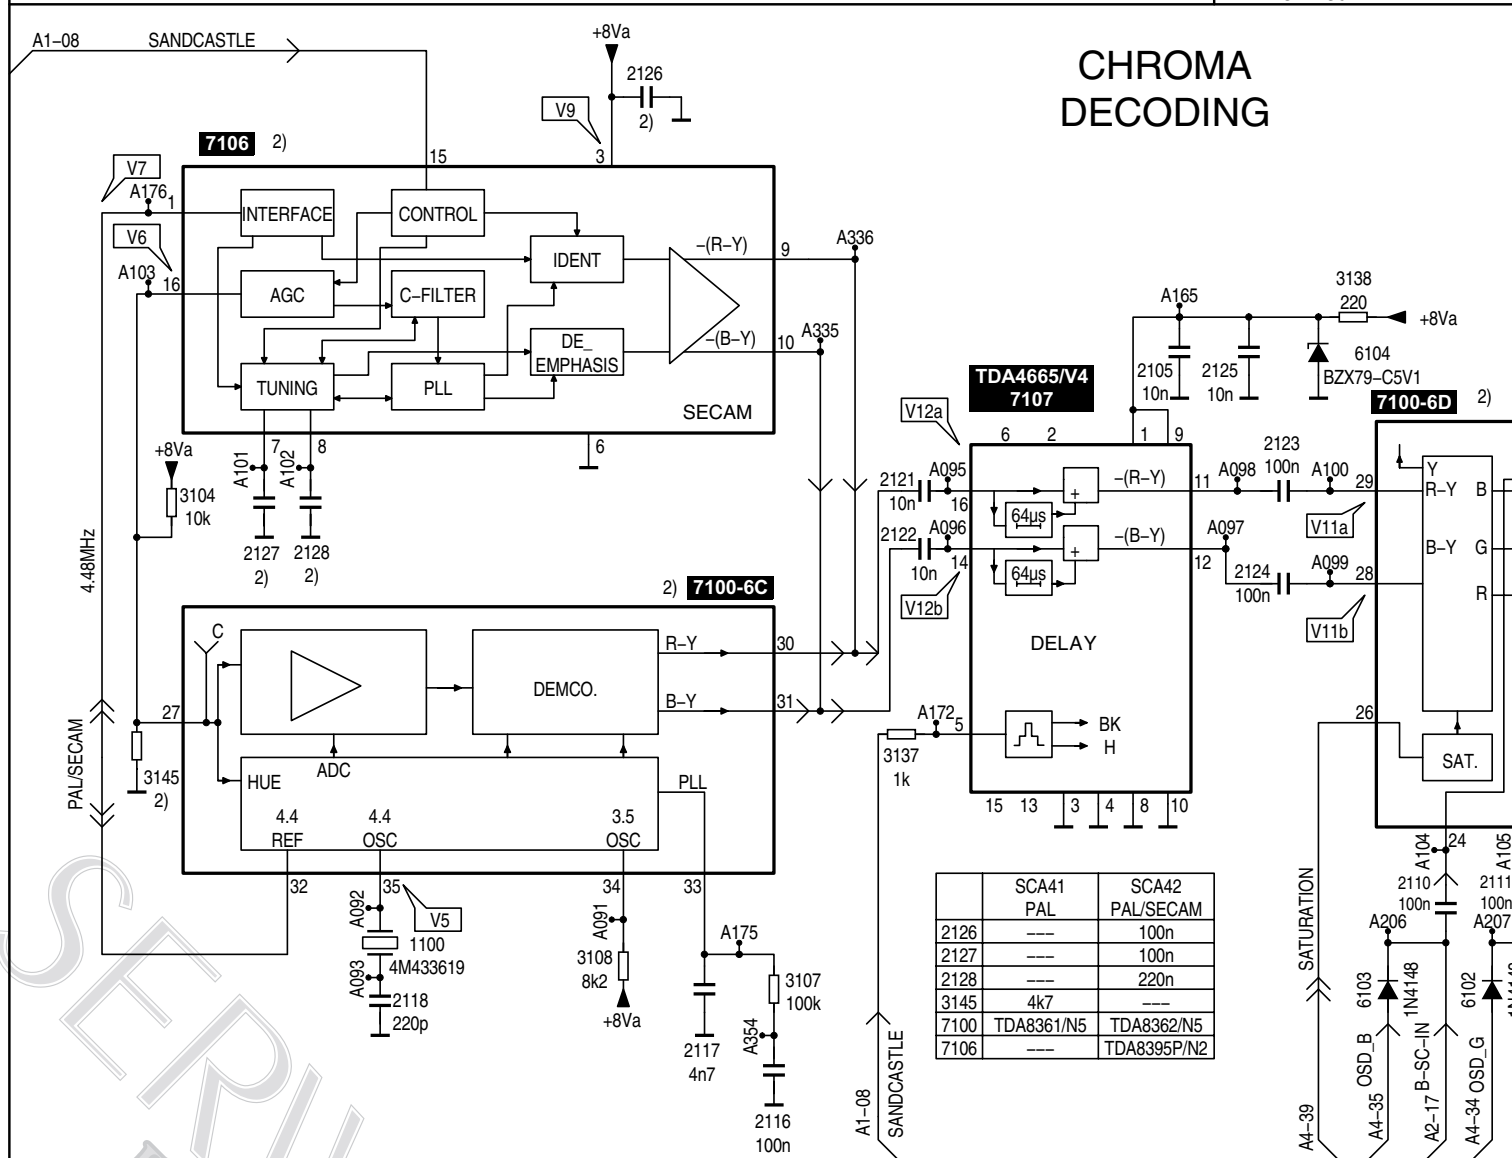 A1-08 SANDCASTLE
+8Va
2126
2)
CHROMA
DECODING
V9
7106 2)
15
3
V7
A176
1
V6
A103
16
INTERFACE
CONTROL
IDENT
AGC
C-FILTER
DE_
EMPHASIS
TUNING
PLL
-(R-Y)
9
A336
-(B-Y)
10
A335
SECAM
7
8
6
A101
A102
+8Va
3104
10k
2127
2)
2128
2)
4.48MHz
PAL/SECAM
2) 7100-6C
C
27
3145
2)
DEMCO.
R-Y
30
B-Y
31
HUE
ADC
PLL
4.4
REF
4.4
OSC
3.5
OSC
32
35
34
33
V5
A092
1100
4M433619
A093
2118
220p
A091
3108
8k2
+8Va
A175
3107
100k
2117
4n7
A354
2116
100n
A165
3138
220
+8Va
2105
10n
2125
10n
6104
BZX79-C5V1
TDA4665/V4
7107
V12a
6
2
1
9
2121
10n
A095
16
2122
10n
A096
14
V12b
64µs
+
64µs
+
-(R-Y)
11
-(B-Y)
12
A098
2123
100n
A100
29
V11a
A097
2124
100n
A099
28
V11b
DELAY
A172
5
3137
1k
BK
H
15
13
3
4
8
10
7100-6D 2)
Y
R-Y
B
B-Y
G
R
26
SAT.
24
A104
A105
2110
100n
2111
100n
A206
A207
6103
1N4148
6102
SATURATION
OSD_B
B-SC-IN
OSD_G
A4-39
A4-35
A2-17
A4-34
A1-08
SANDCASTLE
SCA41 SCA42
PAL PAL/SECAM
2126 --- 100n
2127 --- 100n
2128 --- 220n
3145 4k7 ---
7100 TDA8361/N5 TDA8362/N5
7106 --- TDA8395P/N2